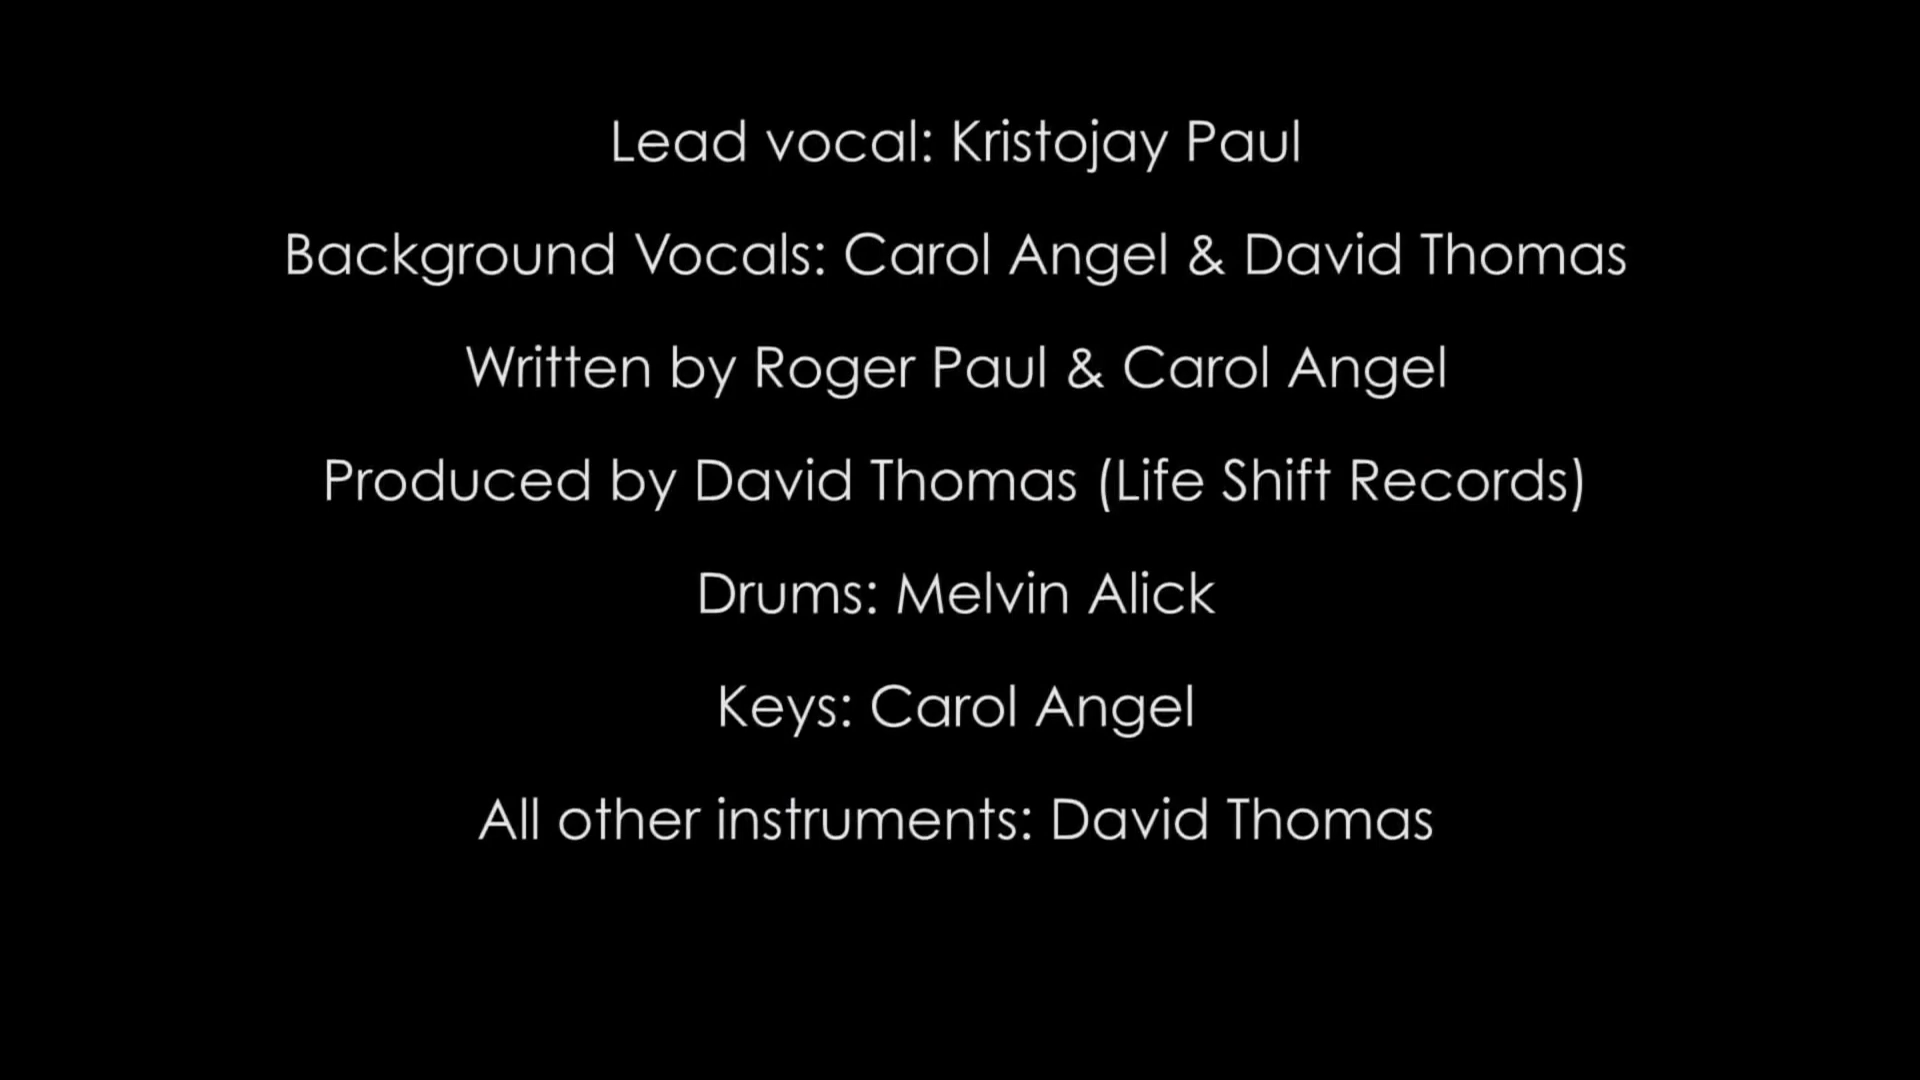 Lead vocal: Kristojay Paul
Background Vocals: Carol Angel & David Thomas
Written by Roger Paul & Carol Angel
Produced by David Thomas (Life Shift Records)
Drums: Melvin Alick
Keys: Carol Angel
All other instruments: David Thomas